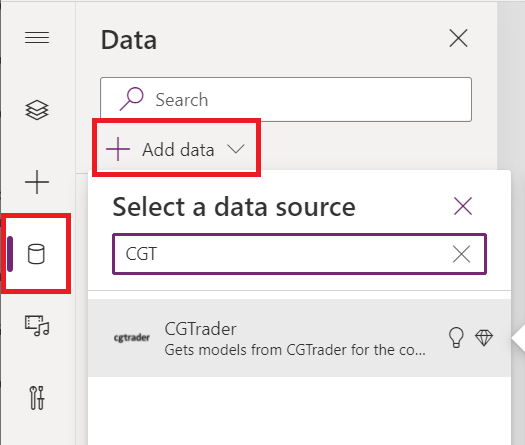 Data
Search
Add data
Select a data source
CGT
cgtrader
CGTrader
Gets models from CGTrader for the co...